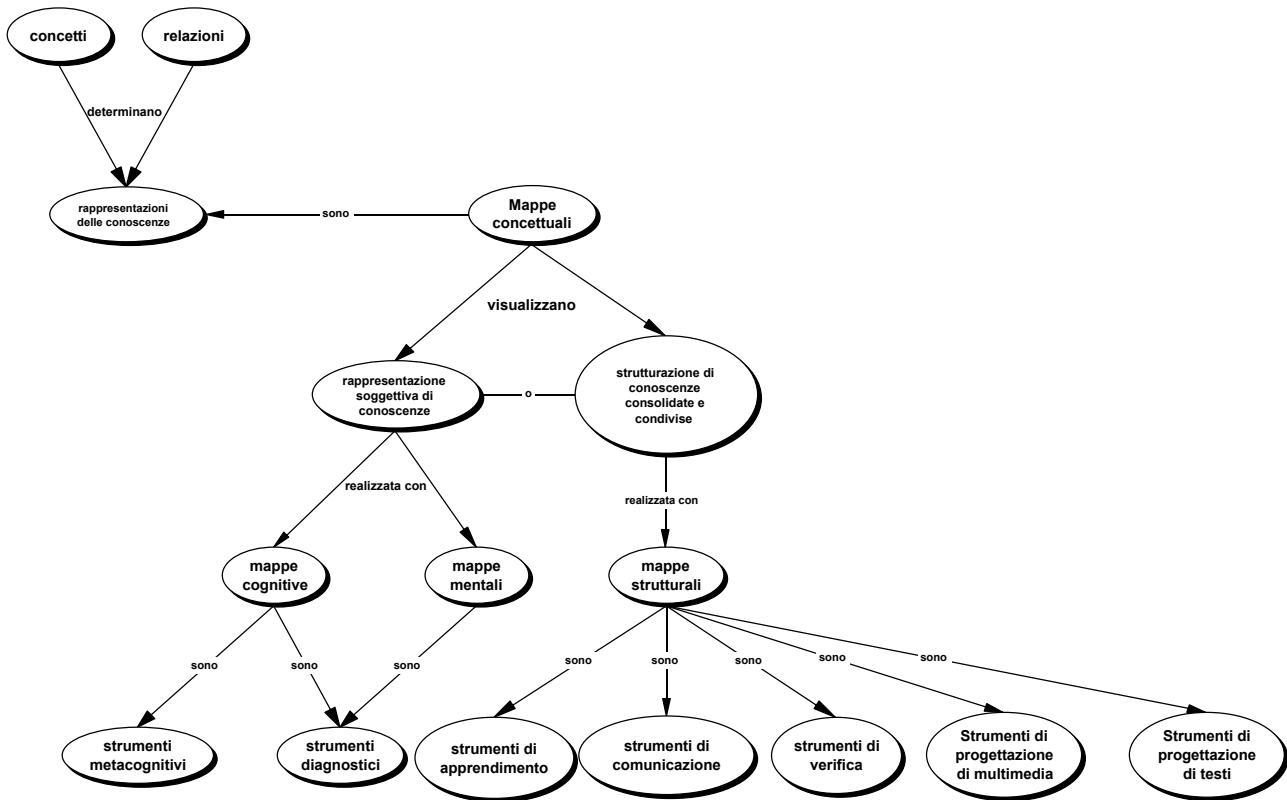 concetti
relazioni
determinano
rappresentazioni
delle conoscenze
sono
Mappe
concettuali
visualizzano
rappresentazione
soggettiva di
conoscenze
o
strutturazione di
conoscenze
consolidate e
condivise
realizzata con
realizzata con
mappe
cognitive
mappe
mentali
mappe
strutturali
sono
sono
sono
sono
sono
sono
sono
sono
strumenti
metacognitivi
strumenti
diagnostici
strumenti di
apprendimento
strumenti di
comunicazione
strumenti di
verifica
Strumenti di
progettazione
di multimedia
Strumenti di
progettazione
di testi